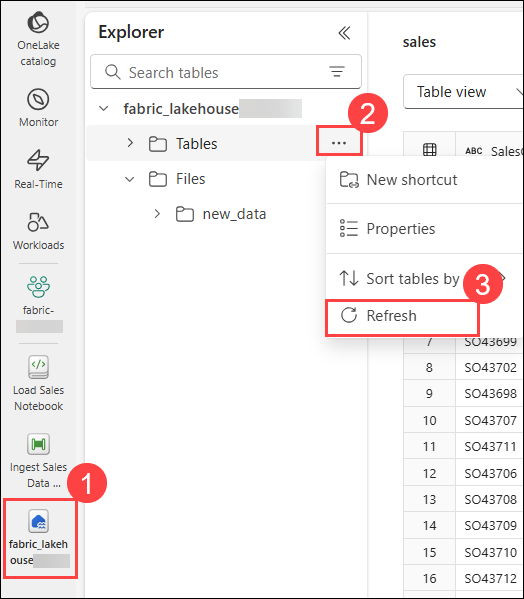 OneLake
catalog
Monitor
Real-Time
Workloads
fabric-
Load Sales
Notebook
Ingest Sales
Data ...
1
fabric_lakeh
ouse
Explorer
Search tables
fabric_lakehouse
2
Tables
...
Files
new_data
New shortcut
Properties
Sort tables by
3
Refresh
sales
Table view
ABC
7 SO43699
8 SO43702
9 SO43698
10 SO43707
11 SO43711
12 SO43706
13 SO43708
14 SO43709
15 SO43710
16 SO43712